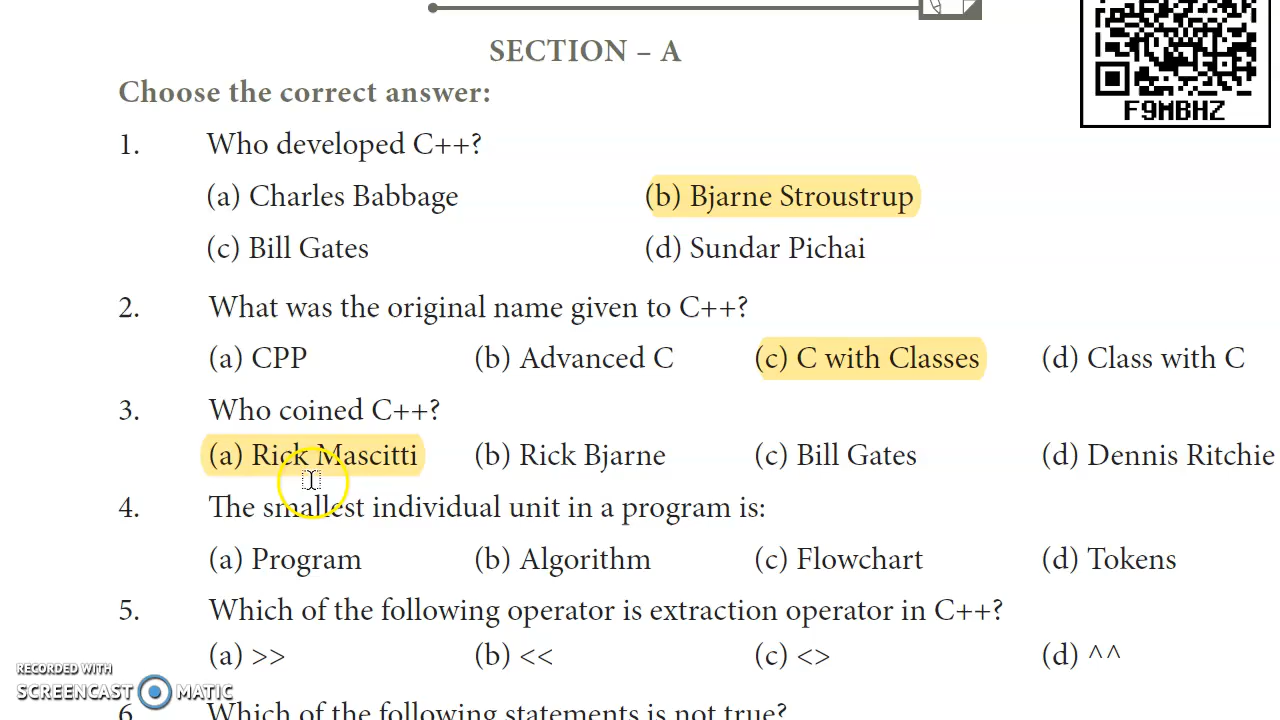 F9MBHZ
SECTION – A
Choose the correct answer:
1. Who developed C++?
(a) Charles Babbage (b) Bjarne Stroustrup
(c) Bill Gates (d) Sundar Pichai
2. What was the original name given to C++?
(a) CPP (b) Advanced C (c) C with Classes (d) Class with C
3. Who coined C++?
(a) Rick Mascitti (b) Rick Bjarne (c) Bill Gates (d) Dennis Ritchie
4. The smallest individual unit in a program is:
(a) Program (b) Algorithm (c) Flowchart (d) Tokens
5. Which of the following operator is extraction operator in C++?
(a) >> (b) << (c) <> (d) ^^
6 Which of the following statements is not true?
RECORDED WITH
SCREENCAST MATIC